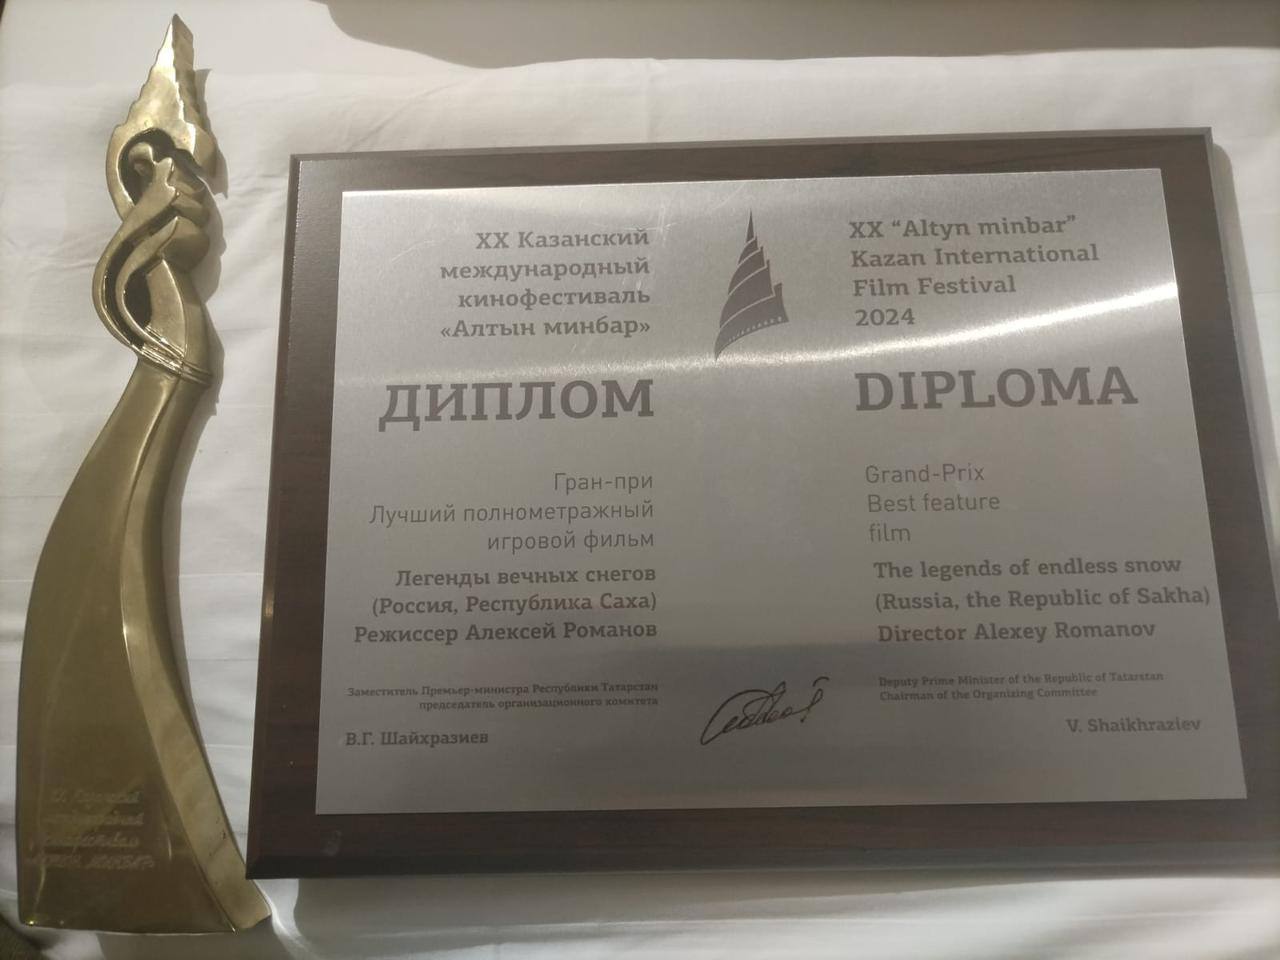 XX Казанский
международный
кинофестиваль
«Алтын минбар»
ДИПЛОМ
Гран-при
Лучший полнометражный
игровой фильм
Легенды вечных снегов
(Россия, Республика Саха)
Режиссер Алексей Романов
Заместитель Премьер-министра Республики Татарстан
председатель организационного комитета
В.Г. Шайхразиев
XX “Altyn minbar”
Kazan International
Film Festival
2024
DIPLOMA
Grand-Prix
Best feature
film
The legends of endless snow
(Russia, the Republic of Sakha)
Director Alexey Romanov
Deputy Prime Minister of the Republic of Tatarstan
Chairman of the Organizing Committee
V. Shaikhraziev